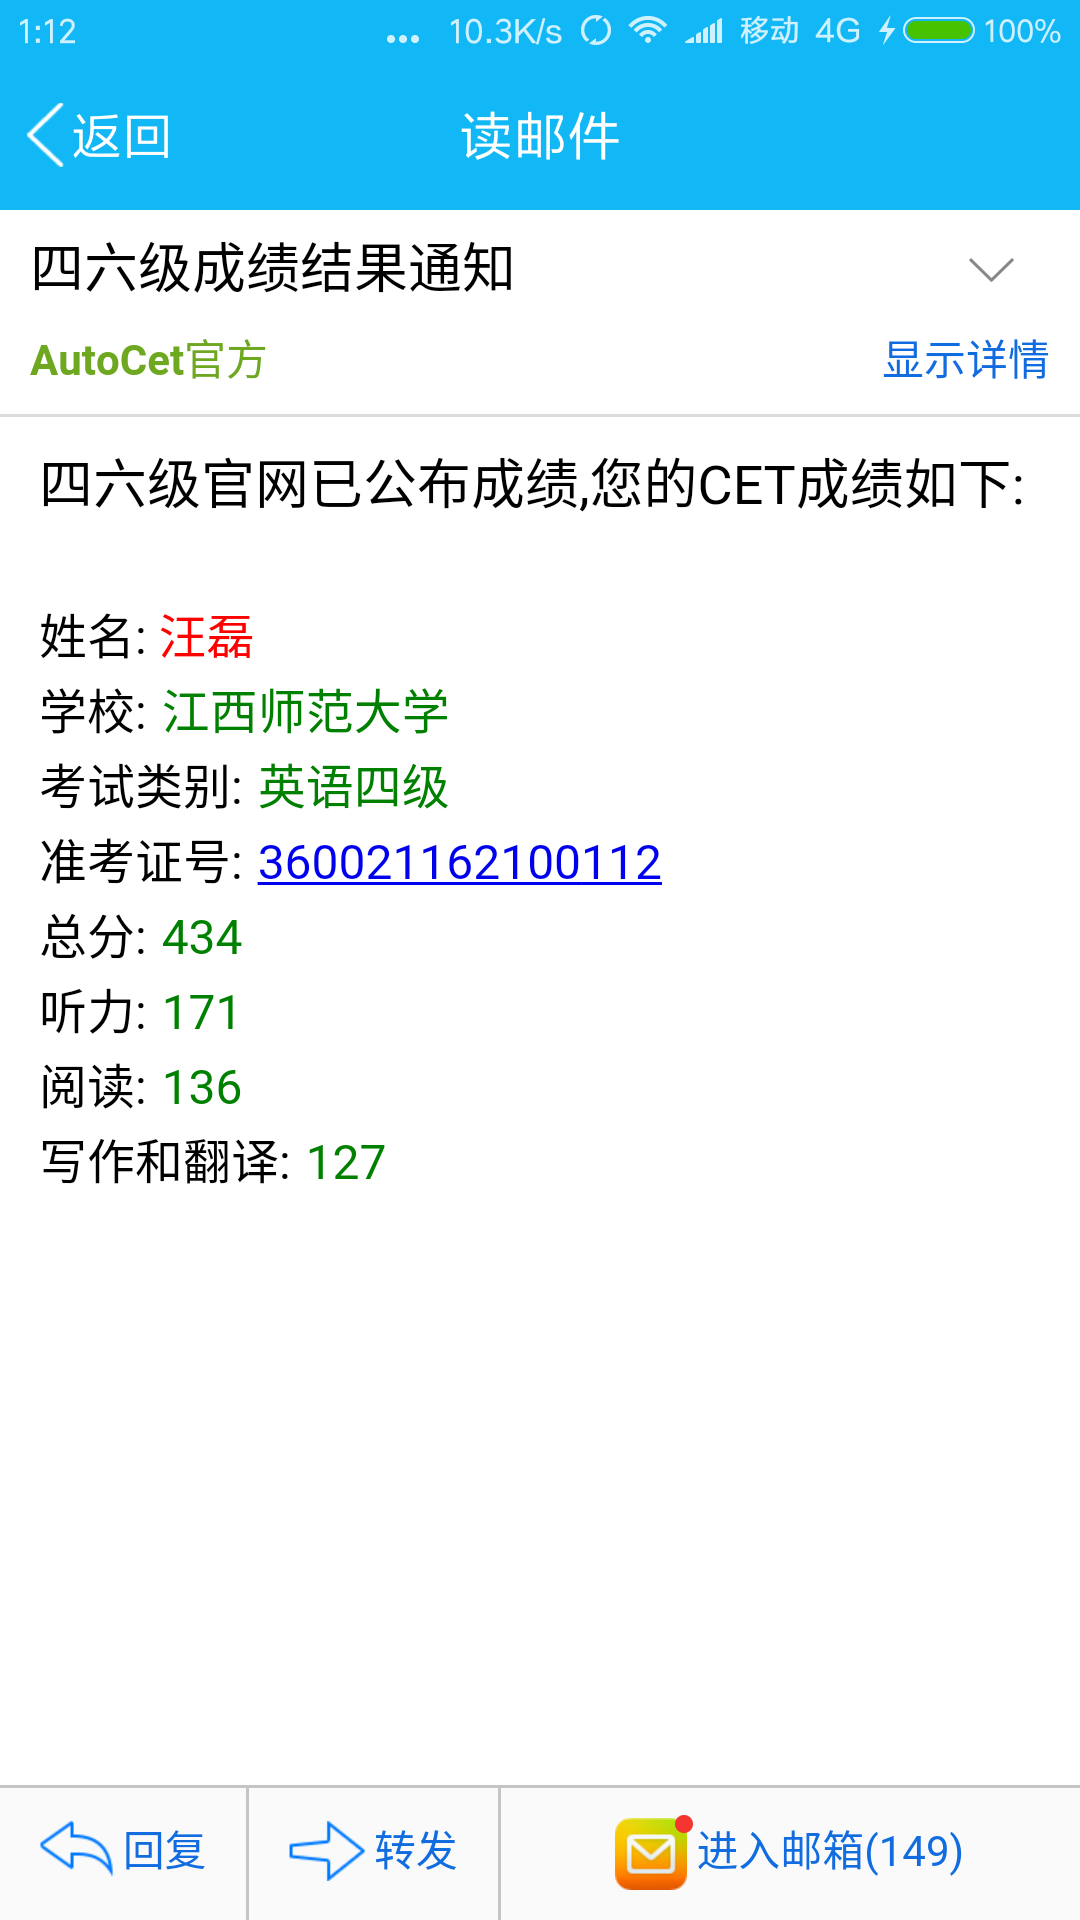 1:12 ... 10.3K/s 移动 4G 100%
返回 读邮件
四六级成绩结果通知
AutoCet官方 显示详情
四六级官网已公布成绩,您的CET成绩如下:
姓名: 汪磊
学校: 江西师范大学
考试类别: 英语四级
准考证号: 360021162100112
总分: 434
听力: 171
阅读: 136
写作和翻译: 127
回复 转发 进入邮箱(149)